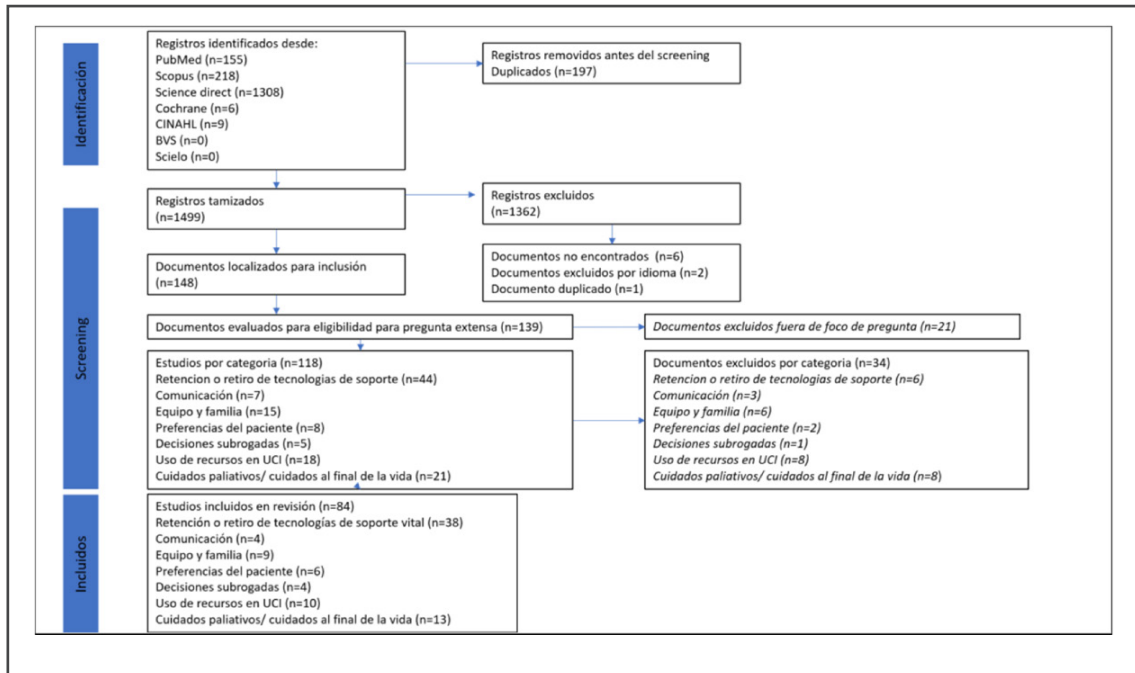 Identificación
Registros identificados desde:
PubMed (n=155)
Scopus (n=218)
Science direct (n=1308)
Cochrane (n=6)
CINAHL (n=9)
BVS (n=0)
Scielo (n=0)
Registros removidos antes del screening
Duplicados (n=197)
Screening
Registros tamizados
(n=1499)
Registros excluidos
(n=1362)
Documentos localizados para inclusión
(n=148)
Documentos no encontrados (n=6)
Documentos excluidos por idioma (n=2)
Documento duplicado (n=1)
Documentos evaluados para eligibilidad para pregunta extensa (n=139)
Documentos excluidos fuera de foco de pregunta (n=21)
Estudios por categoria (n=118)
Retencion o retiro de tecnologias de soporte (n=44)
Comunicación (n=7)
Equipo y familia (n=15)
Preferencias del paciente (n=8)
Decisiones subrogadas (n=5)
Uso de recursos en UCI (n=18)
Cuidados paliativos/ cuidados al final de la vida (n=21)
Documentos excluidos por categoria (n=34)
Retencion o retiro de tecnologias de soporte (n=6)
Comunicación (n=3)
Equipo y familia (n=6)
Preferencias del paciente (n=2)
Decisiones subrogadas (n=1)
Uso de recursos en UCI (n=8)
Cuidados paliativos/ cuidados al final de la vida (n=8)
Incluidos
Estudios incluidos en revisión (n=84)
Retención o retiro de tecnologías de soporte vital (n=38)
Comunicación (n=4)
Equipo y familia (n=9)
Preferencias del paciente (n=6)
Decisiones subrogadas (n=4)
Uso de recursos en UCI (n=10)
Cuidados paliativos/ cuidados al final de la vida (n=13)